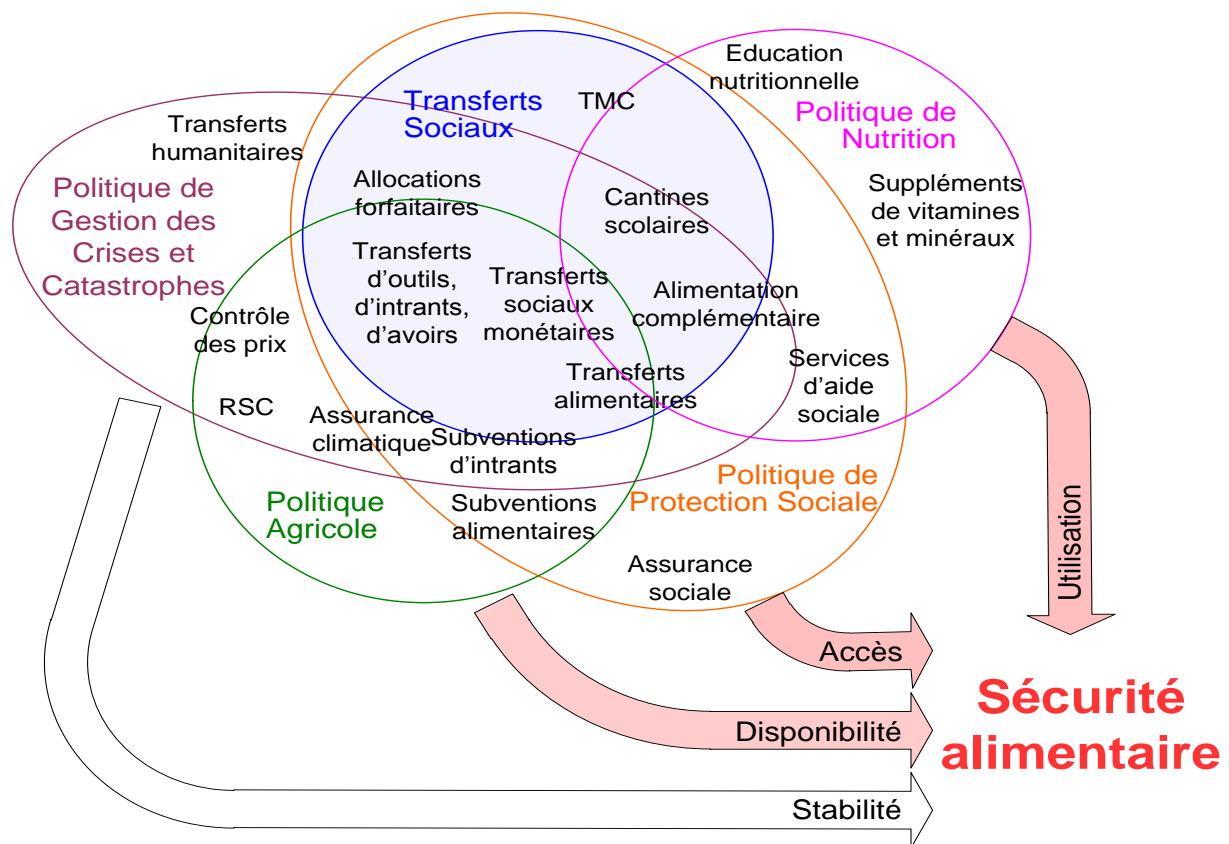 Education
nutritionnelle
Transferts
Sociaux
TMC
Politique de
Nutrition
Transferts
humanitaires
Allocations
forfaitaires
Cantines
scolaires
Suppléments
de vitamines
et minéraux
Politique de
Gestion des
Crises et
Catastrophes
Transferts
d'outils,
d'intrants,
d'avoirs
Transferts
sociaux
monétaires
Alimentation
complémentaire
Contrôle
des prix
Services
d'aide
sociale
Transferts
alimentaires
RSC
Assurance
climatique
Subventions
d'intrants
Politique de
Protection Sociale
Politique
Agricole
Subventions
alimentaires
Assurance
sociale
Utilisation
Accès
Disponibilité
Stabilité
Sécurité
alimentaire